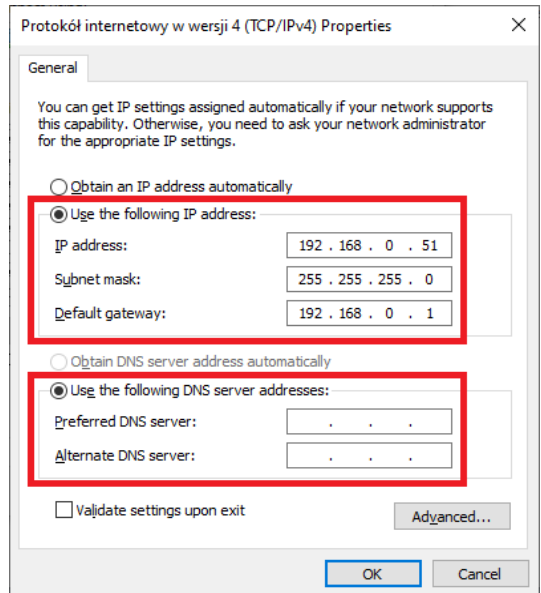 Protokół internetowy w wersji 4 (TCP/IPv4) Properties
General
You can get IP settings assigned automatically if your network supports
this capability. Otherwise, you need to ask your network administrator
for the appropriate IP settings.
Obtain an IP address automatically
Use the following IP address:
IP address: 192 . 168 . 0 . 51
Subnet mask: 255 . 255 . 255 . 0
Default gateway: 192 . 168 . 0 . 1
Obtain DNS server address automatically
Use the following DNS server addresses:
Preferred DNS server: . . .
Alternate DNS server: . . .
Validate settings upon exit
Advanced...
OK Cancel